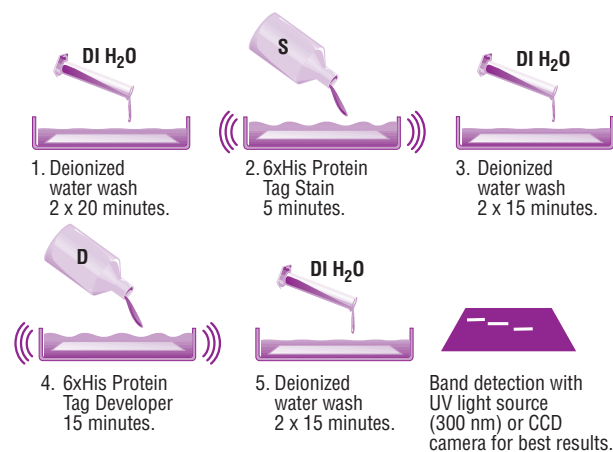 DI H₂O
1. Deionized
water wash
2 x 20 minutes.
S
2. 6xHis Protein
Tag Stain
5 minutes.
DI H₂O
3. Deionized
water wash
2 x 15 minutes.
D
4. 6xHis Protein
Tag Developer
15 minutes.
DI H₂O
5. Deionized
water wash
2 x 15 minutes.
Band detection with
UV light source
(300 nm) or CCD
camera for best results.